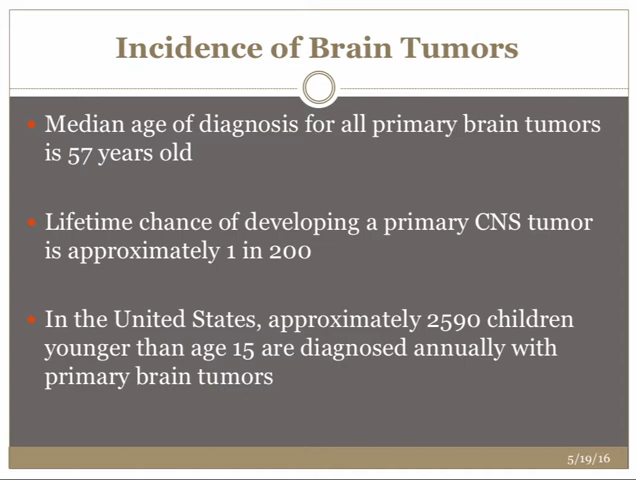 Incidence of Brain Tumors
• Median age of diagnosis for all primary brain tumors
is 57 years old
• Lifetime chance of developing a primary CNS tumor
is approximately 1 in 200
• In the United States, approximately 2590 children
younger than age 15 are diagnosed annually with
primary brain tumors
5/19/16